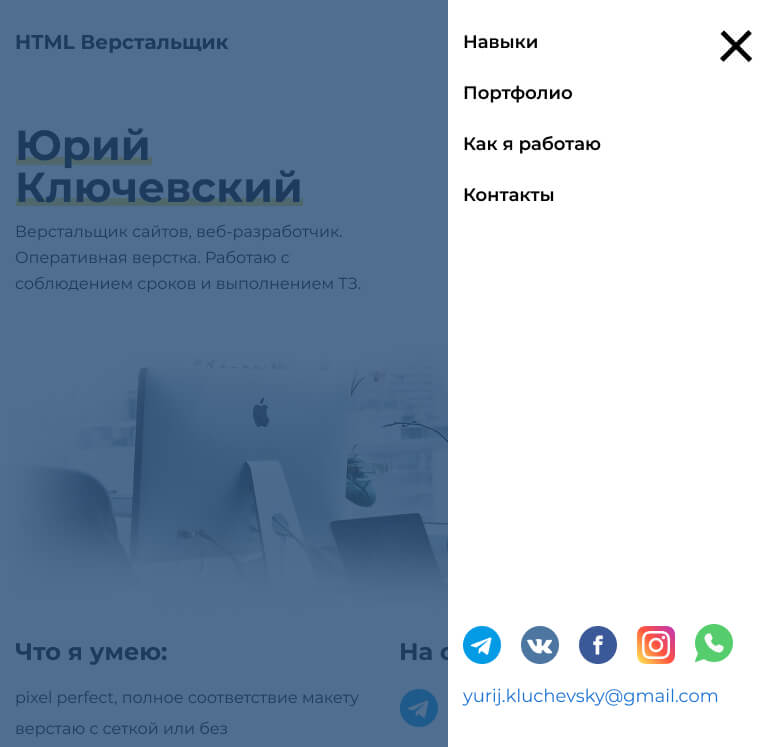 HTML Верстальщик
Юрий
Ключевский
Верстальщик сайтов, веб-разработчик.
Оперативная верстка. Работаю с
соблюдением сроков и выполнением ТЗ.
Что я умею:
pixel perfect, полное соответствие макету
верстаю с сеткой или без
На с
Навыки
Портфолио
Как я работаю
Контакты
yurij.kluchevsky@gmail.com